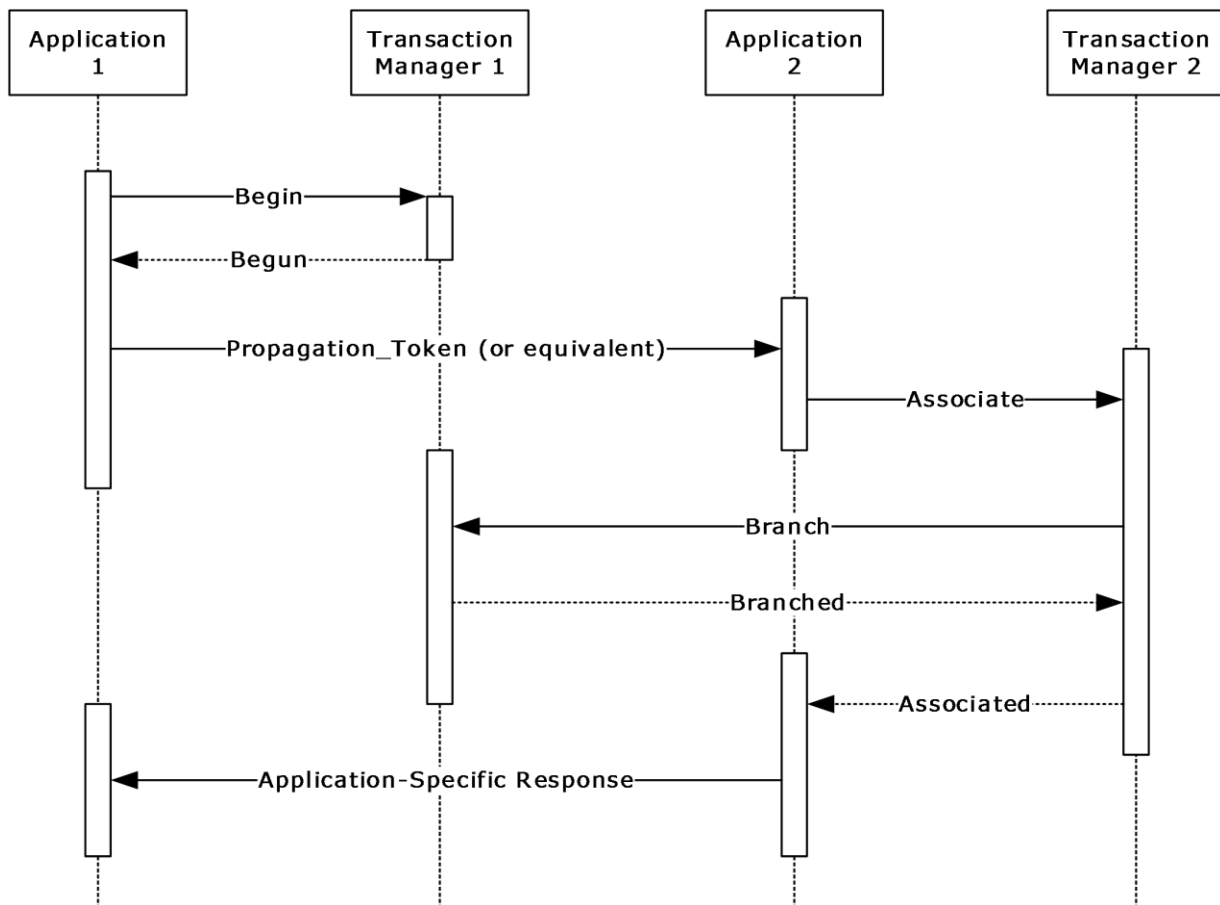 Application
1
Transaction
Manager 1
Application
2
Transaction
Manager 2
Begin
Begun
Propagation_Token (or equivalent)
Associate
Branch
Branched
Associated
Application-Specific Response